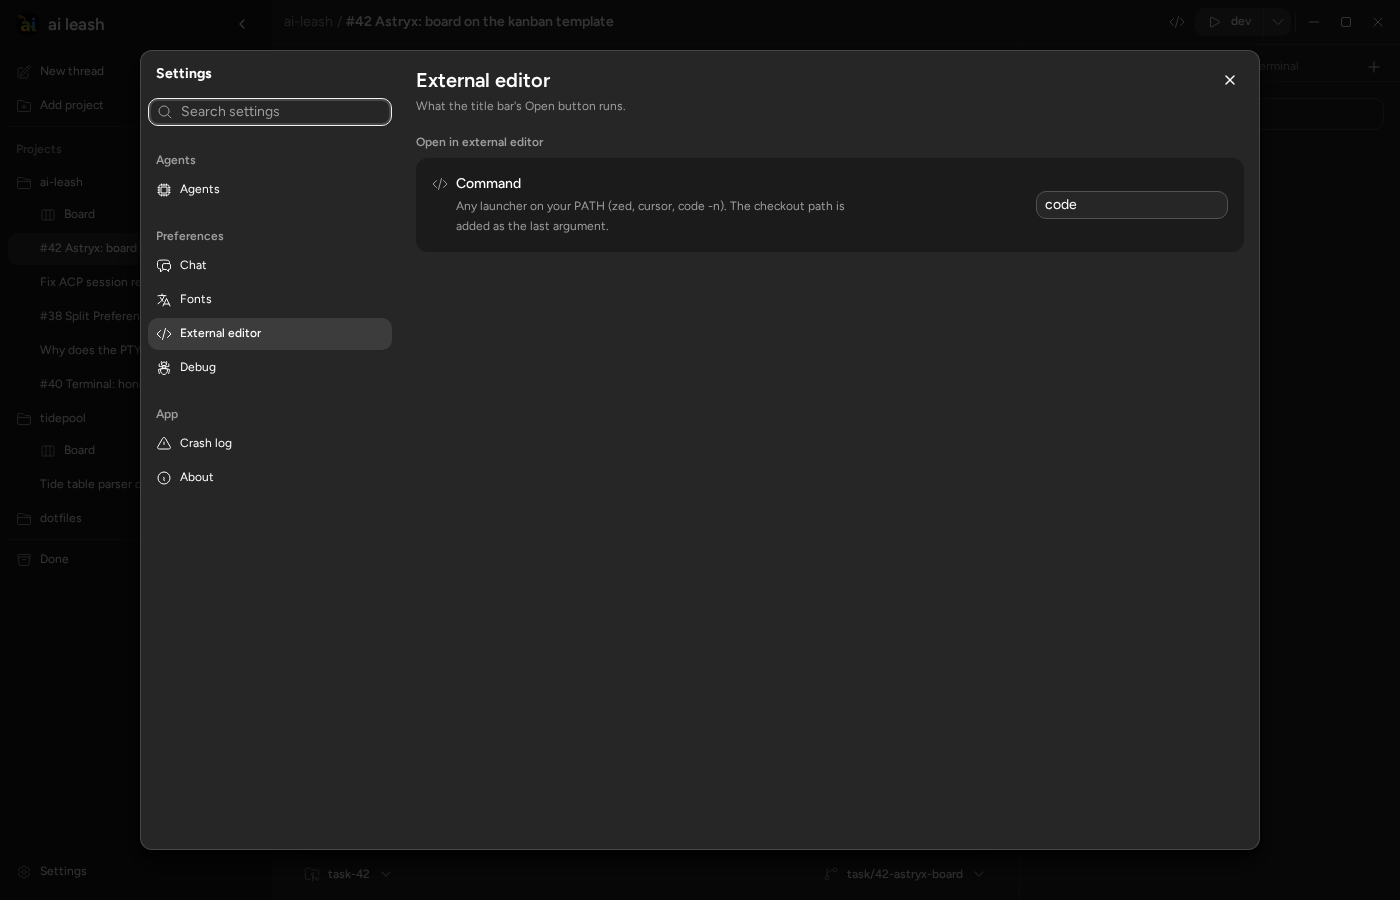 ai leash
ai-leash / #42 Astryx: board on the kanban template
dev
New thread
Add project
Projects
ai-leash
Board
#42 Astryx: board
Fix ACP session re
#38 Split Preferen
Why does the PTY
#40 Terminal: hon
tidepool
Board
Tide table parser
dotfiles
Done
Settings
Settings
Search settings
Agents
Agents
Preferences
Chat
Fonts
External editor
Debug
App
Crash log
About
External editor
What the title bar's Open button runs.
Open in external editor
Command
Any launcher on your PATH (zed, cursor, code -n). The checkout path is
added as the last argument.
code
erminal
task-42
task/42-astryx-board